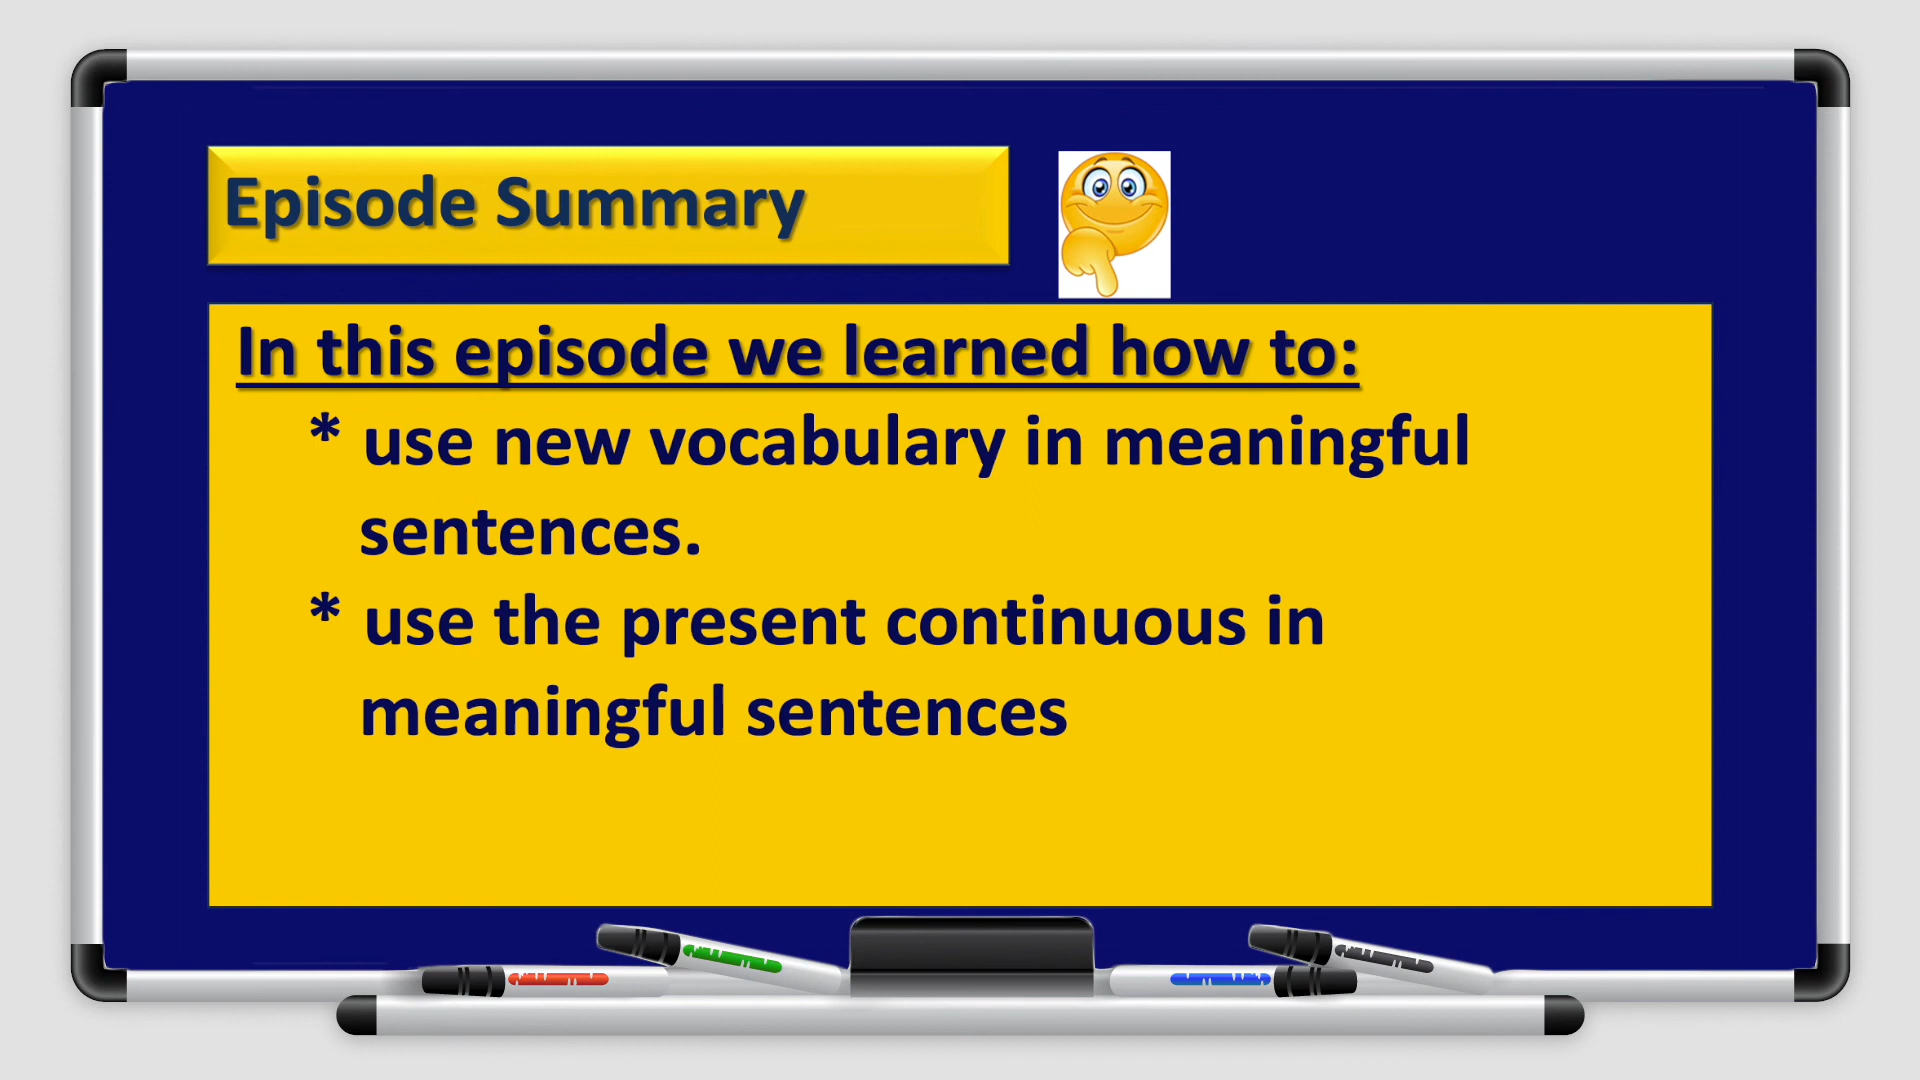 Episode Summary
In this episode we learned how to:
* use new vocabulary in meaningful
sentences.
* use the present continuous in
meaningful sentences